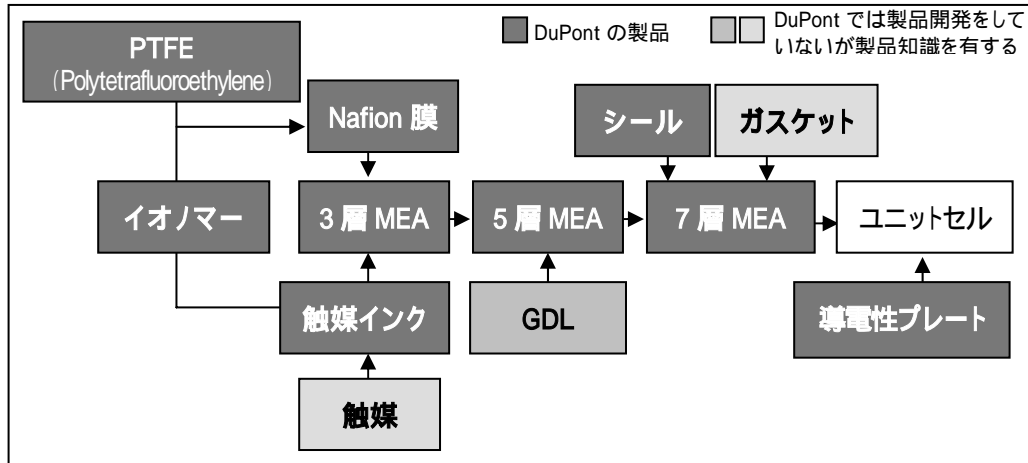 PTFE
(Polytetrafluoroethylene)
DuPont の製品
DuPont では製品開発をして
いないが製品知識を有する
Nafion 膜
シール
ガスケット
イオノマー
3 層 MEA
5 層 MEA
7 層 MEA
ユニットセル
触媒インク
GDL
導電性プレート
触媒